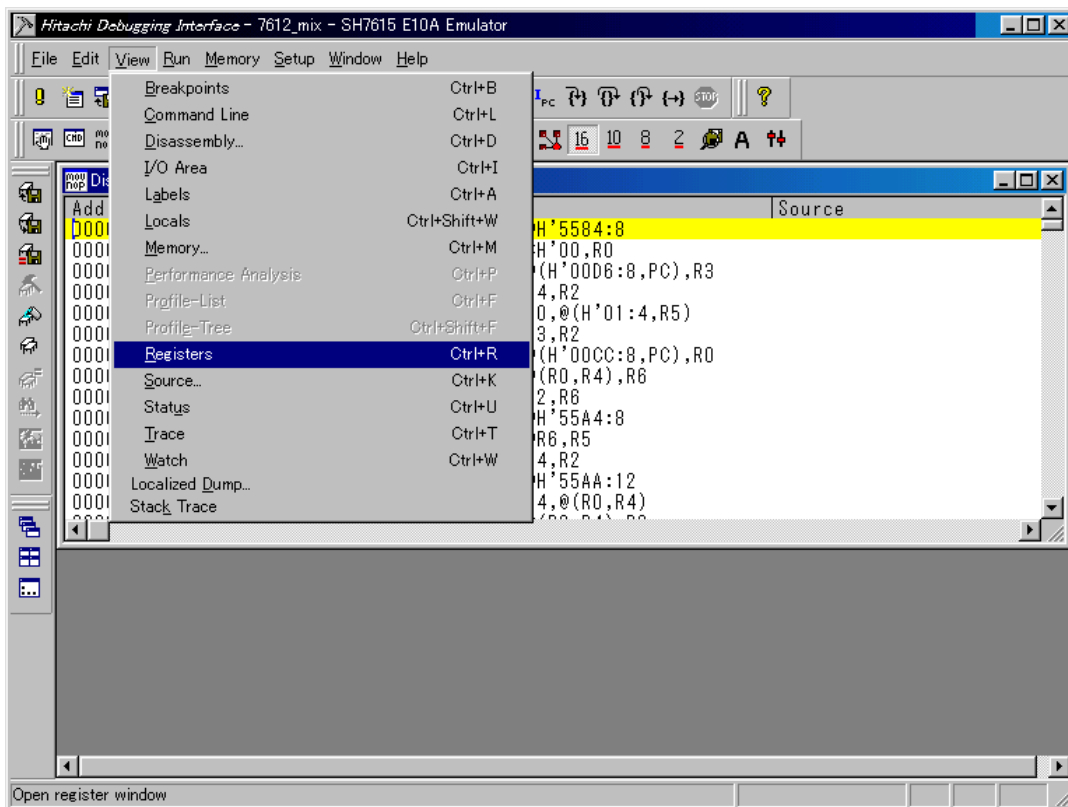 Hitachi Debugging Interface - 7612_mix - SH7615 E10A Emulator
File Edit View Run Memory Setup Window Help
Breakpoints Ctrl+B
Command Line Ctrl+L
Disassembly... Ctrl+D
I/O Area Ctrl+I
Labels Ctrl+A
Locals Ctrl+Shift+W
Memory... Ctrl+M
Performance Analysis Ctrl+P
Profile-List Ctrl+F
Profile-Tree Ctrl+Shift+F
Registers Ctrl+R
Source... Ctrl+K
Status Ctrl+U
Trace Ctrl+T
Watch Ctrl+W
Localized Dump...
Stack Trace
PC STOP ?
CMD 16 10 8 2 A
Dis
Add Source
H'5584:8
H'00,R0
(H'00D6:8,PC),R3
4,R2
0,@(H'01:4,R5)
3,R2
(H'00CC:8,PC),R0
(R0,R4),R6
2,R6
H'55A4:8
R6,R5
4,R2
H'55AA:12
4,@(R0,R4)
Open register window